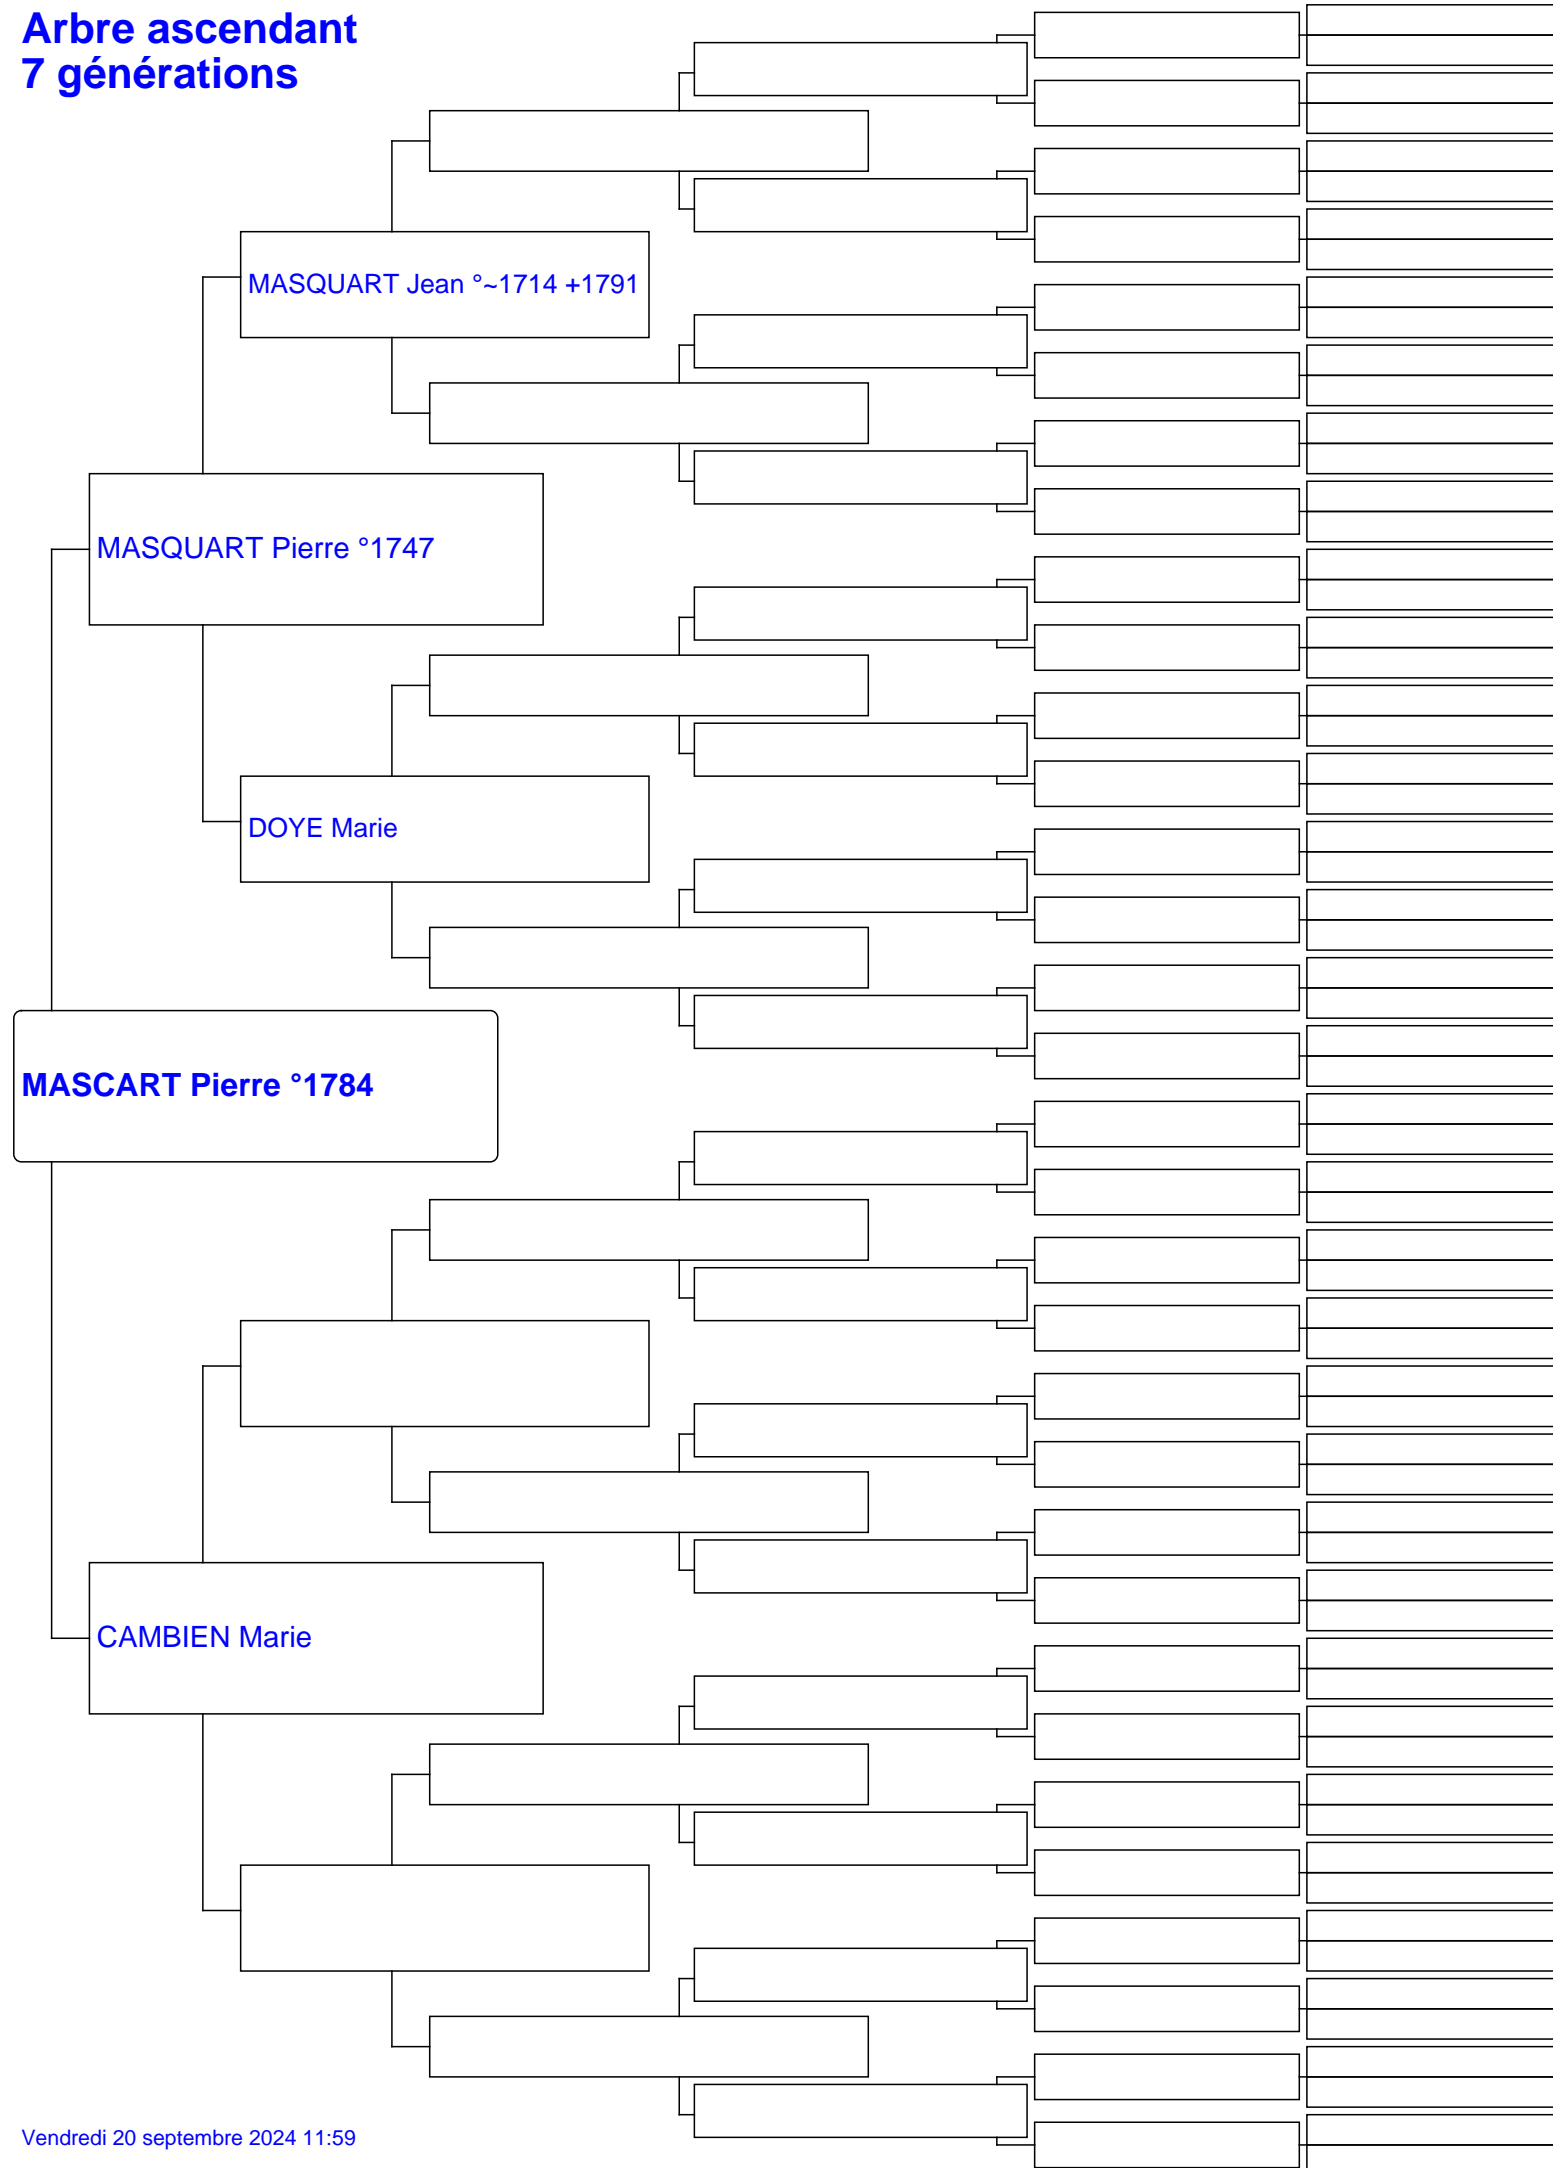 Arbre ascendant
7 générations
MASQUART Jean °~1714 +1791
MASQUART Pierre °1747
DOYE Marie
MASCART Pierre °1784
CAMBIEN Marie
Vendredi 20 septembre 2024 11:59